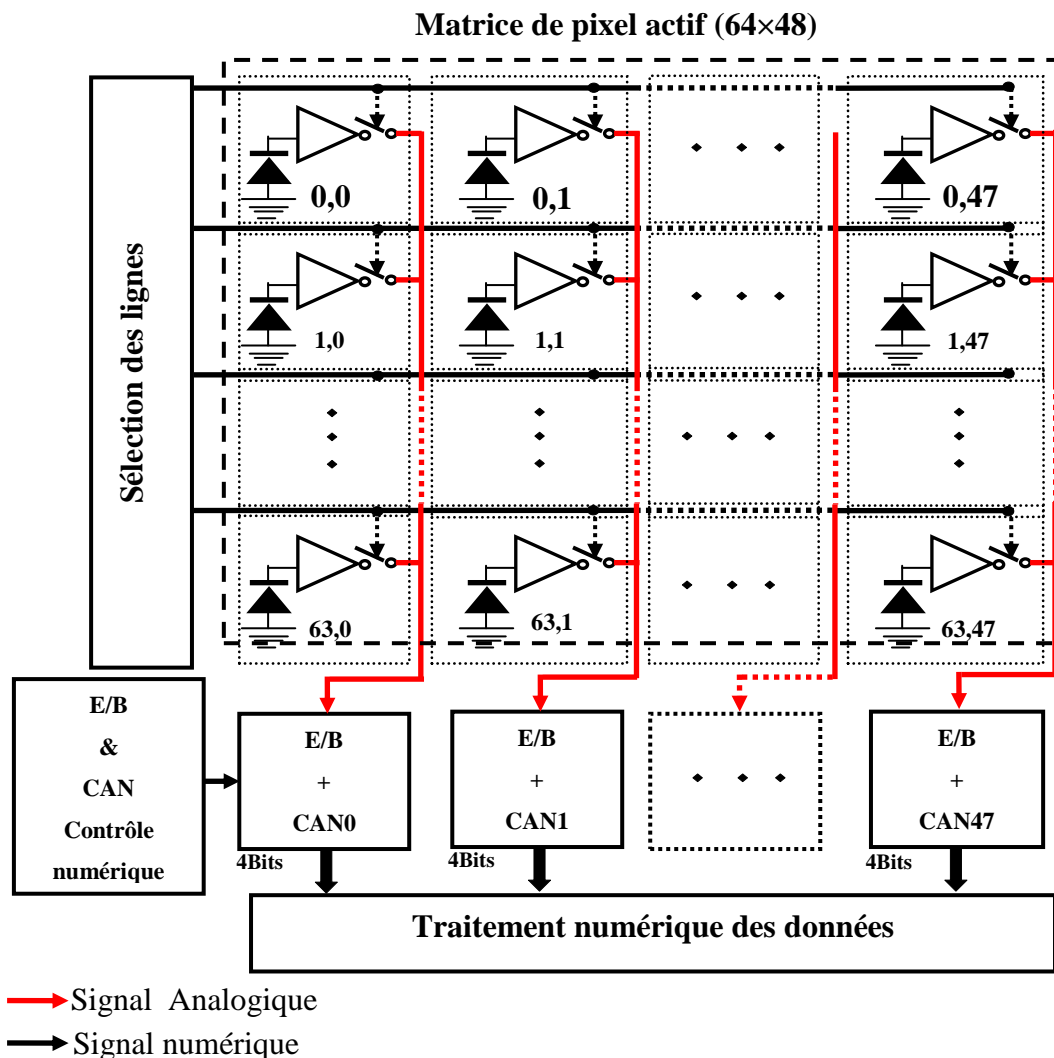 Matrice de pixel actif (64×48)
Sélection des lignes
0,0
0,1
0,47
1,0
1,1
1,47
63,0
63,1
63,47
E/B
&
CAN
Contrôle
numérique
E/B
+
CAN0
E/B
+
CAN1
E/B
+
CAN47
4Bits
4Bits
4Bits
Traitement numérique des données
Signal Analogique
Signal numérique